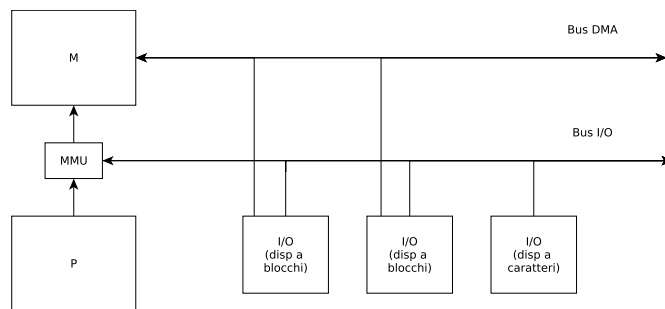 Bus DMA
M
Bus I/O
MMU
P
I/O
(disp a
blocchi)
I/O
(disp a
blocchi)
I/O
(disp a
caratteri)